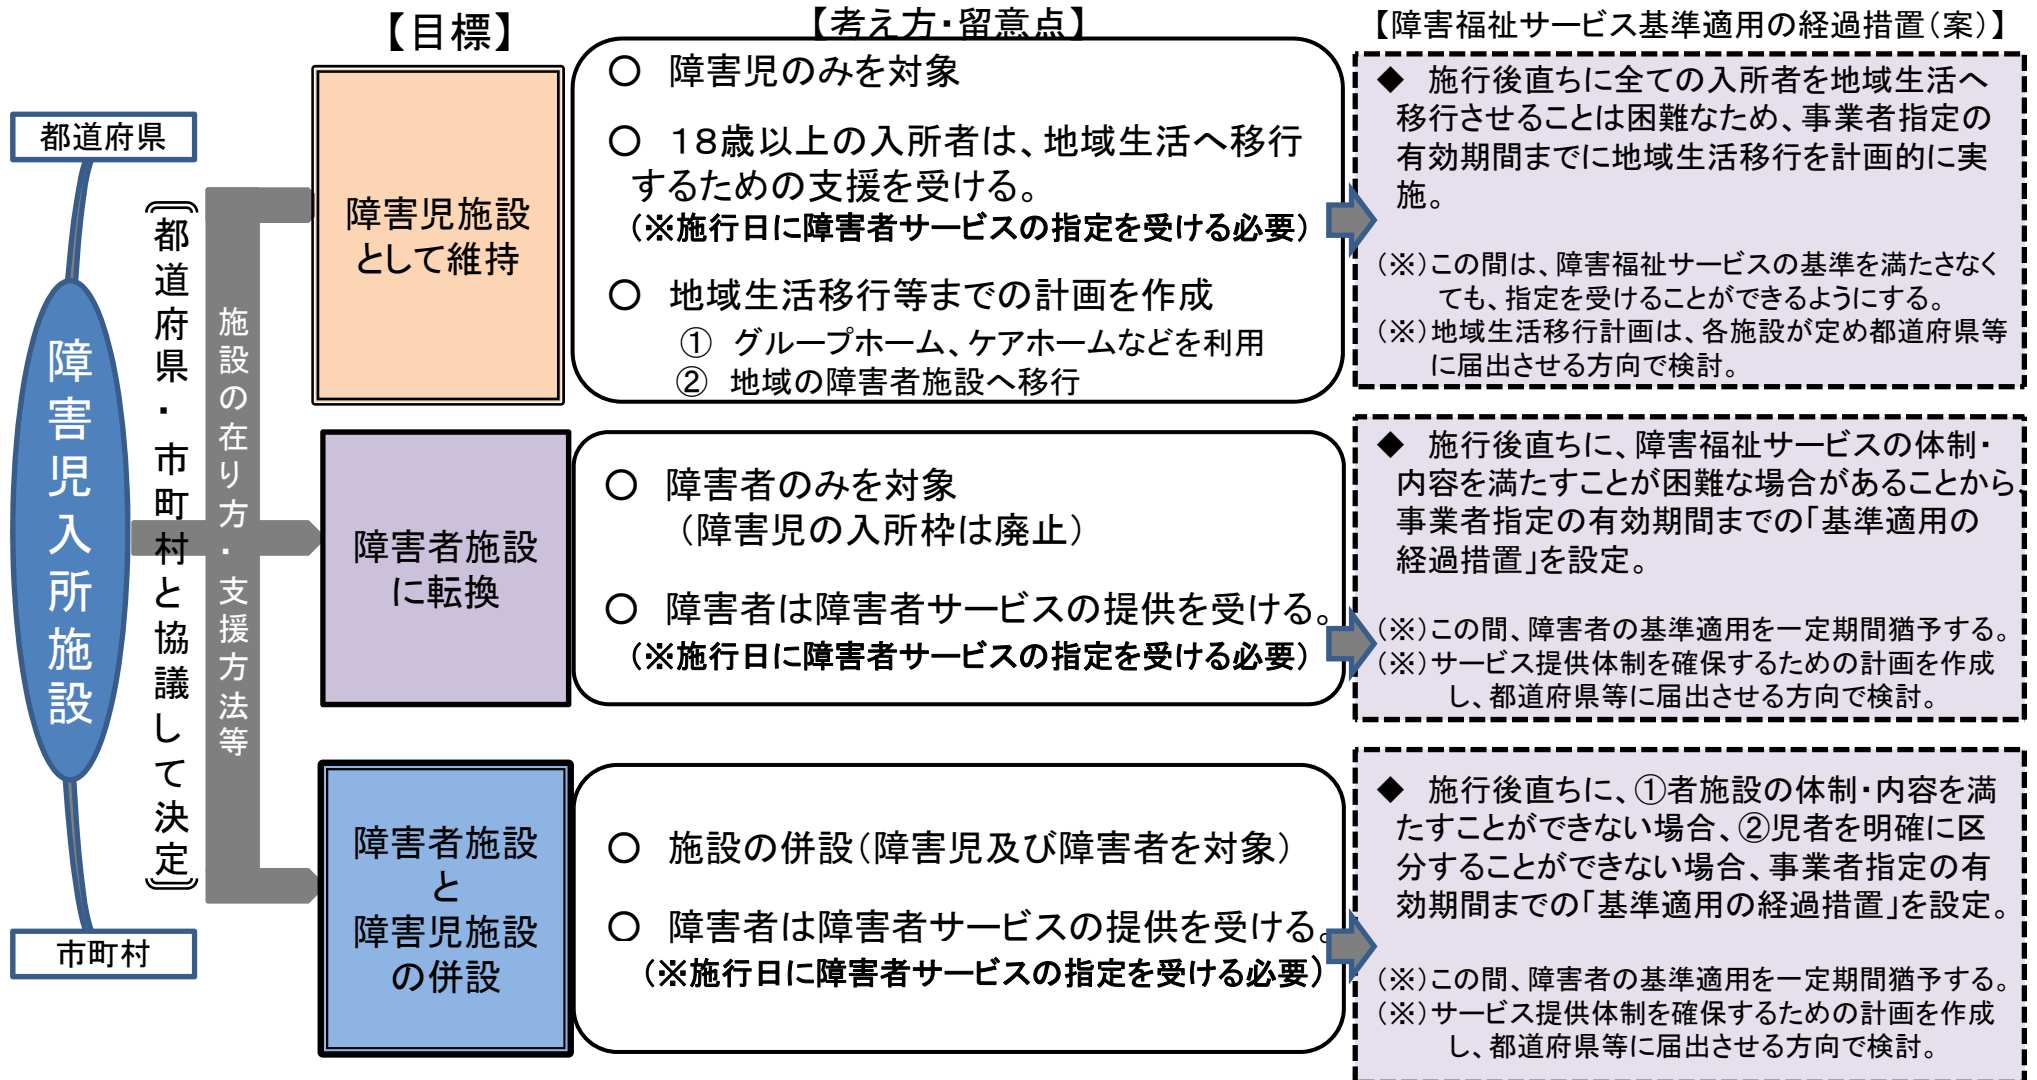 【目標】
【考え方・留意点】
【障害福祉サービス基準適用の経過措置(案)】
都道府県
障害児入所施設
市町村
(都道府県・市町村と協議して決定)
施設の在り方・支援方法等
障害児施設
として維持
○ 障害児のみを対象
○ 18歳以上の入所者は、地域生活へ移行
するための支援を受ける。
(※施行日に障害者サービスの指定を受ける必要)
○ 地域生活移行等までの計画を作成
① グループホーム、ケアホームなどを利用
② 地域の障害者施設へ移行
◆ 施行後直ちに全ての入所者を地域生活へ
移行させることは困難なため、事業者指定の
有効期間までに地域生活移行を計画的に実
施。
(※)この間は、障害福祉サービスの基準を満たさなく
ても、指定を受けることができるようにする。
(※)地域生活移行計画は、各施設が定め都道府県等
に届出させる方向で検討。
障害者施設
に転換
○ 障害者のみを対象
(障害児の入所枠は廃止)
○ 障害者は障害者サービスの提供を受ける。
(※施行日に障害者サービスの指定を受ける必要)
◆ 施行後直ちに、障害福祉サービスの体制・
内容を満たすことが困難な場合があることから、
事業者指定の有効期間までの「基準適用の
経過措置」を設定。
(※)この間、障害者の基準適用を一定期間猶予する。
(※)サービス提供体制を確保するための計画を作成
し、都道府県等に届出させる方向で検討。
障害者施設
と
障害児施設
の併設
○ 施設の併設(障害児及び障害者を対象)
○ 障害者は障害者サービスの提供を受ける。
(※施行日に障害者サービスの指定を受ける必要)
◆ 施行後直ちに、①者施設の体制・内容を満
たすことができない場合、②児者を明確に区
分することができない場合、事業者指定の有
効期間までの「基準適用の経過措置」を設定。
(※)この間、障害者の基準適用を一定期間猶予する。
(※)サービス提供体制を確保するための計画を作成
し、都道府県等に届出させる方向で検討。